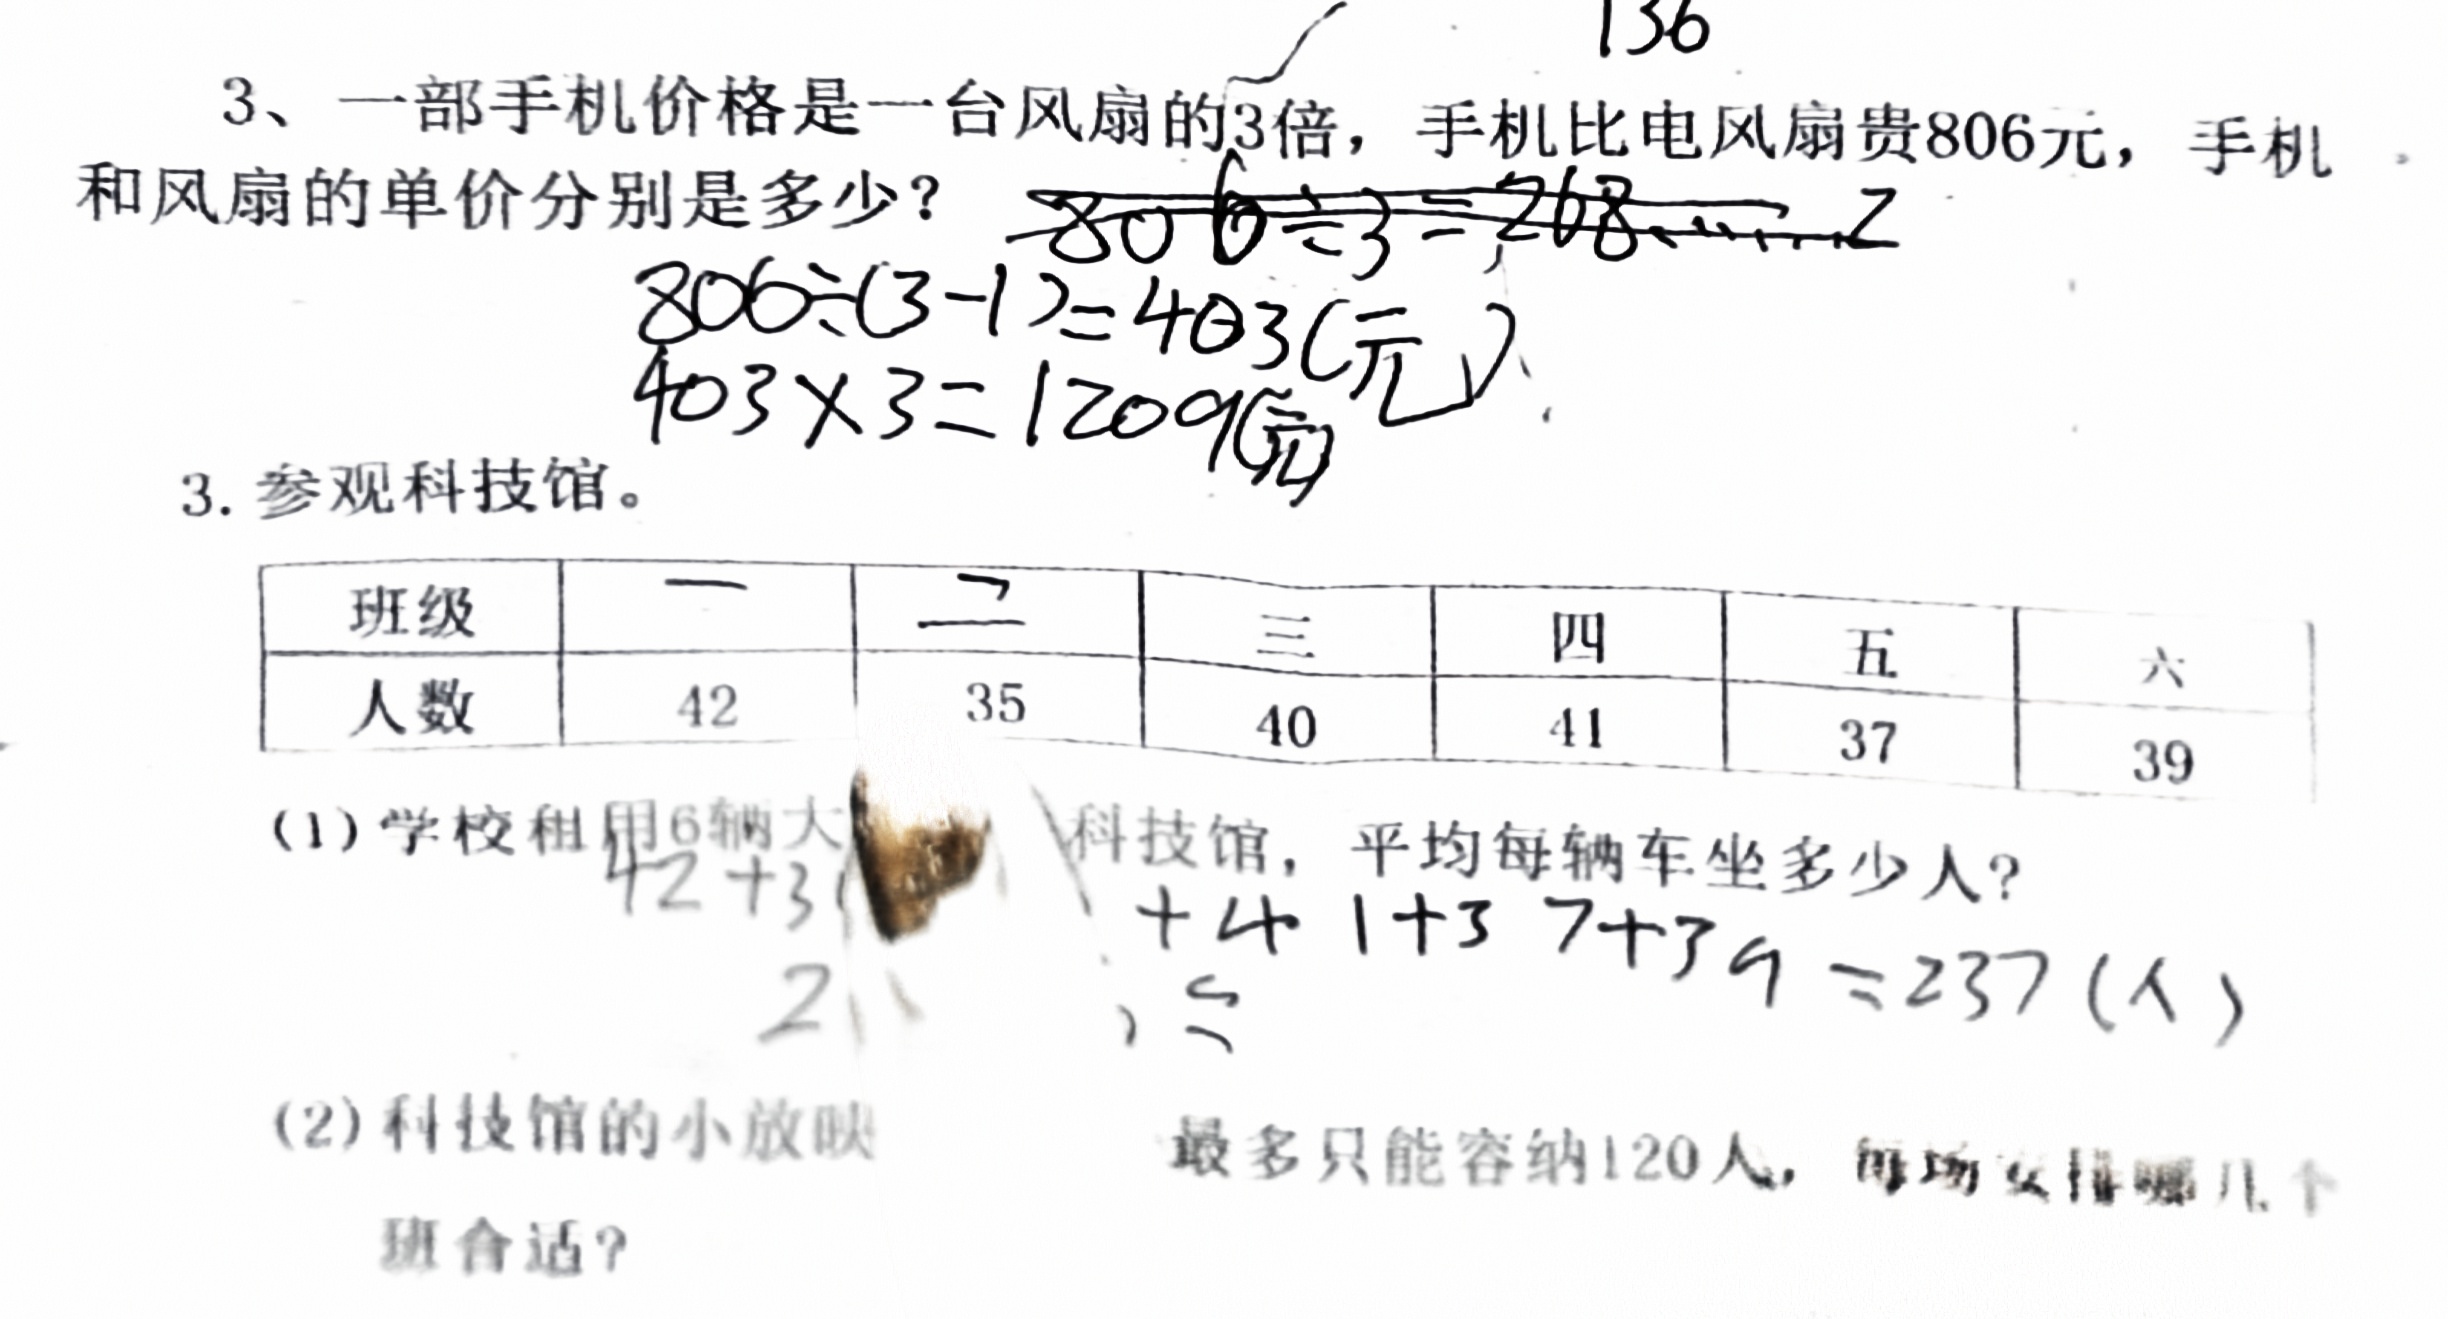 136
3、一部手机价格是一台风扇的3倍，手机比电风扇贵806元，手机
和风扇的单价分别是多少？ 806÷3=268......2
806÷(3-1)=403(元)
403×3=1209(元)
3. 参观科技馆。
班级 一 二 三 四 五 六
人数 42 35 40 41 37 39
(1) 学校租用6辆大 科技馆，平均每辆车坐多少人？
42+3 +41+37+39=237(人)
2
(2) 科技馆的小放映 最多只能容纳120人，每场安排哪几个
班合适？